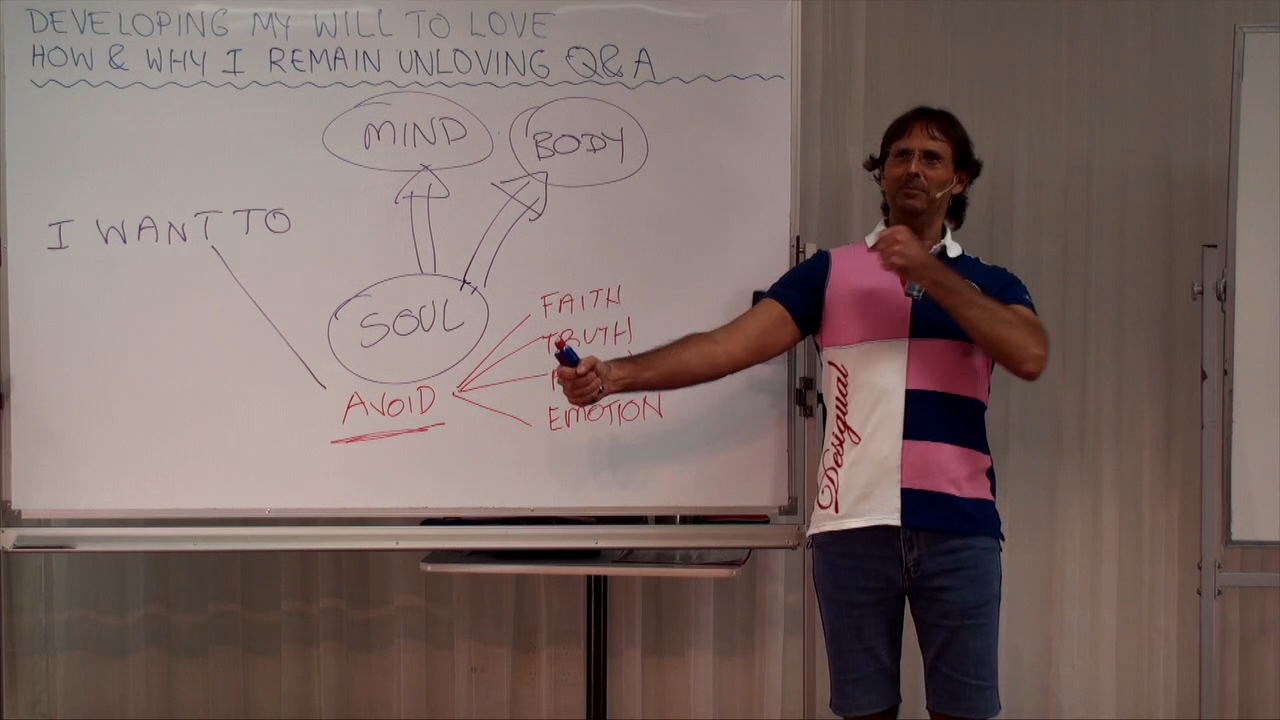 DEVELOPING MY WILL TO LOVE
HOW & WHY I REMAIN UNLOVING Q&A
MIND
BODY
I WANT TO
SOUL
FAITH
TRUTH
AVOID
EMOTION
Desigual